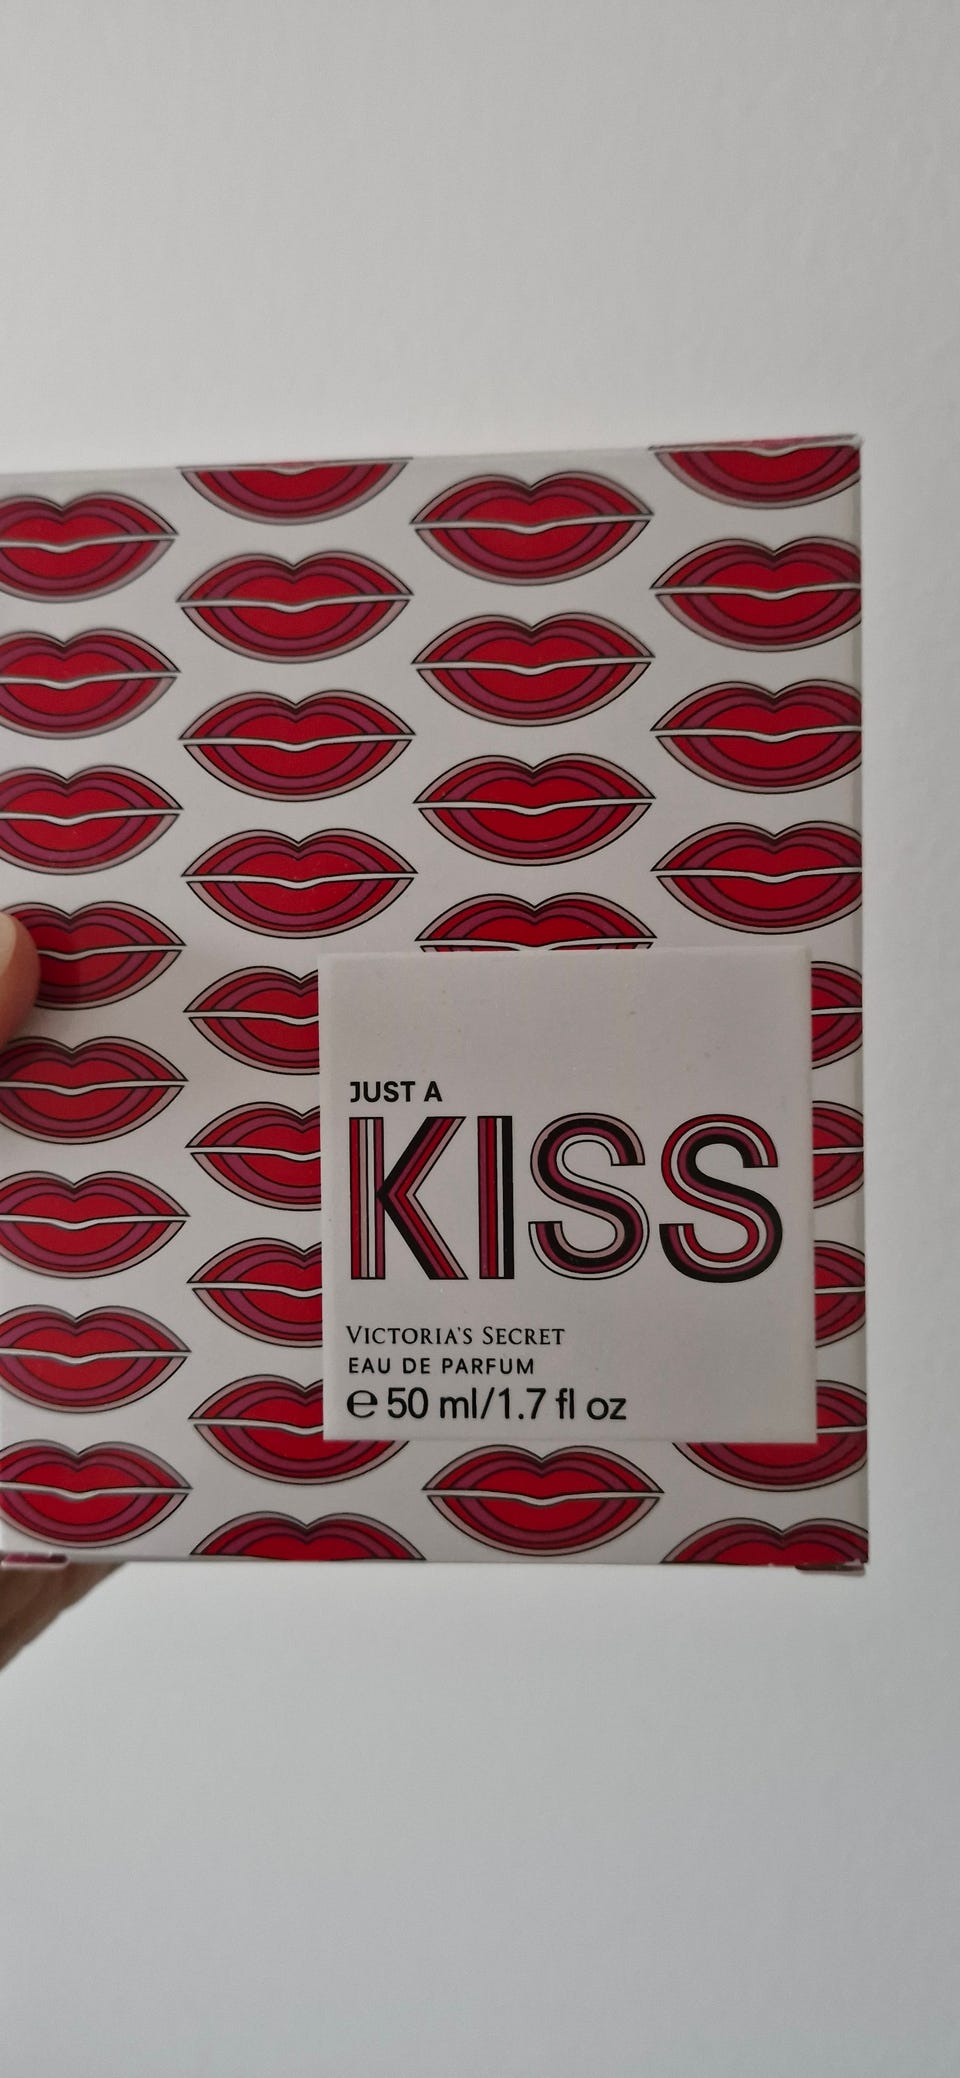 JUST A
KISS
VICTORIA'S SECRET
EAU DE PARFUM
℮ 50 ml/1.7 fl oz